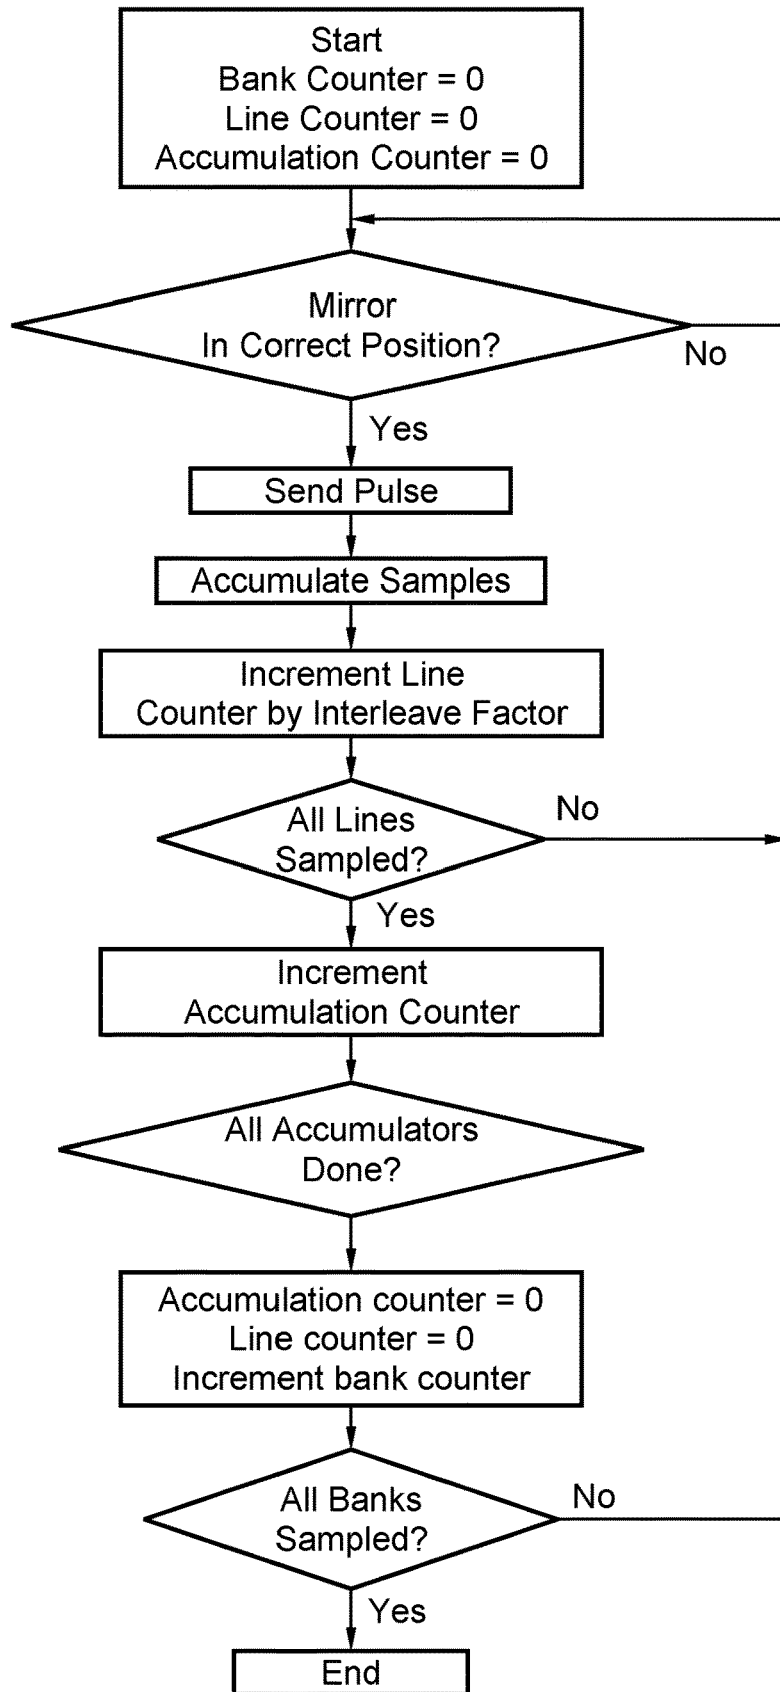 Start
Bank Counter = 0
Line Counter = 0
Accumulation Counter = 0
Mirror
In Correct Position?
No
Yes
Send Pulse
Accumulate Samples
Increment Line
Counter by Interleave Factor
All Lines
Sampled?
No
Yes
Increment
Accumulation Counter
All Accumulators
Done?
Accumulation counter = 0
Line counter = 0
Increment bank counter
All Banks
Sampled?
No
Yes
End